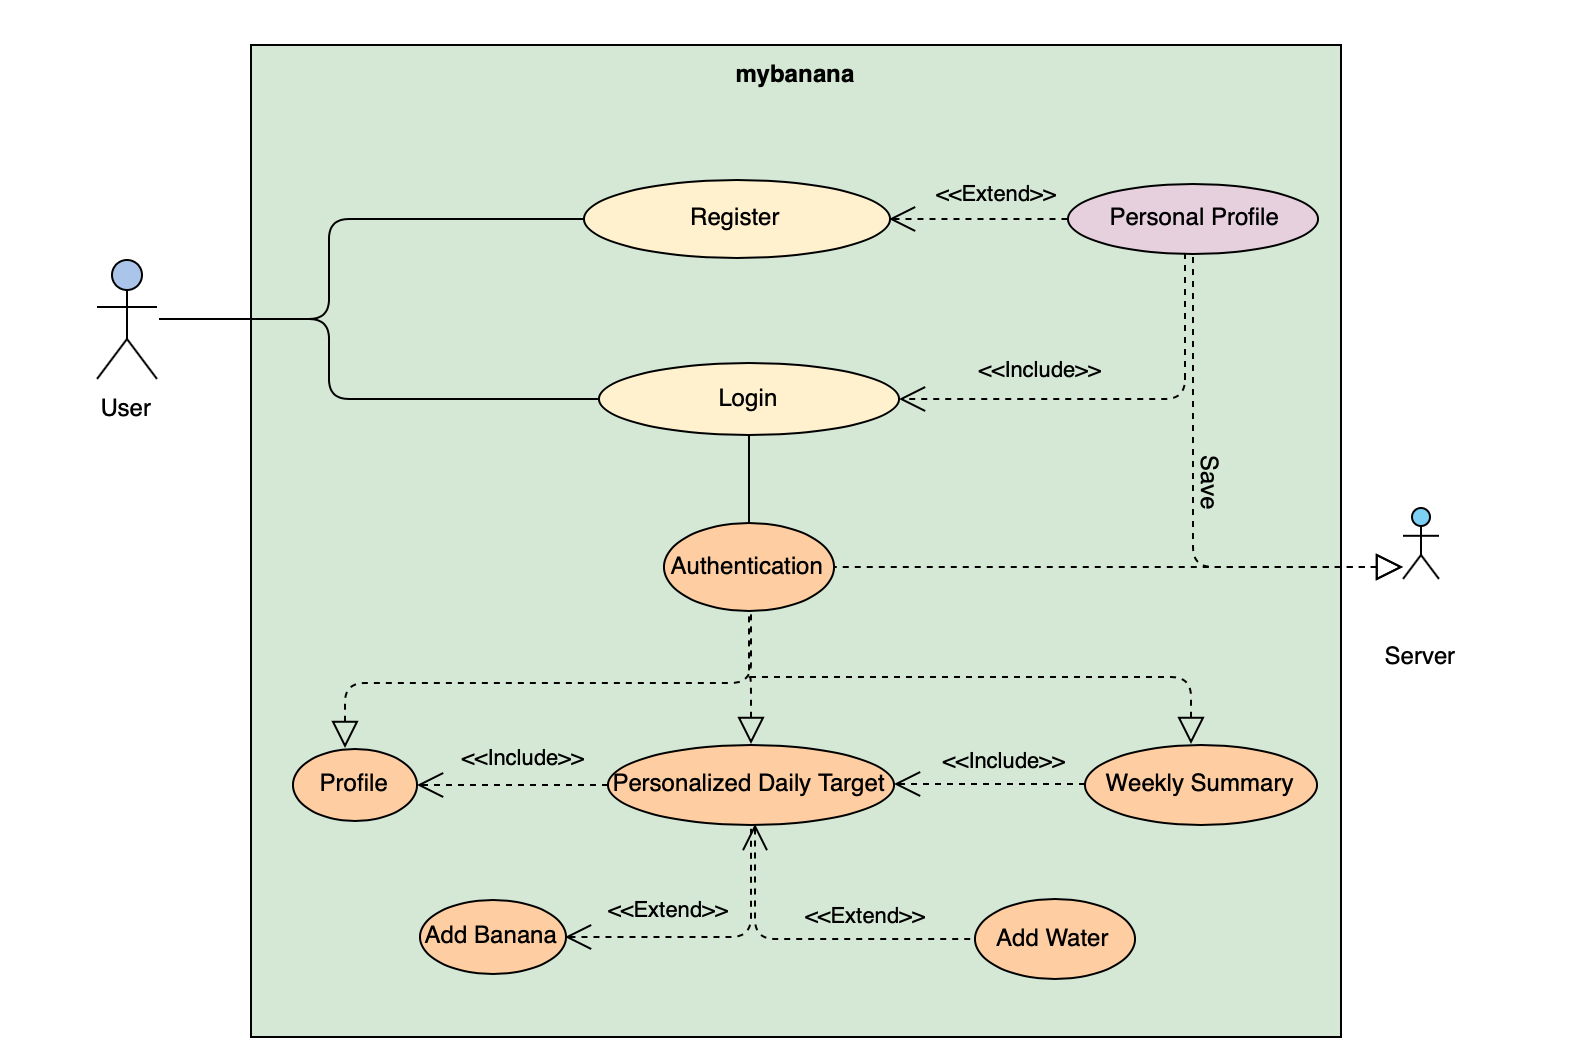 mybanana
Register
<<Extend>>
Personal Profile
User
Login
<<Include>>
Save
Authentication
Server
Profile
<<Include>>
Personalized Daily Target
<<Include>>
Weekly Summary
Add Banana
<<Extend>>
<<Extend>>
Add Water